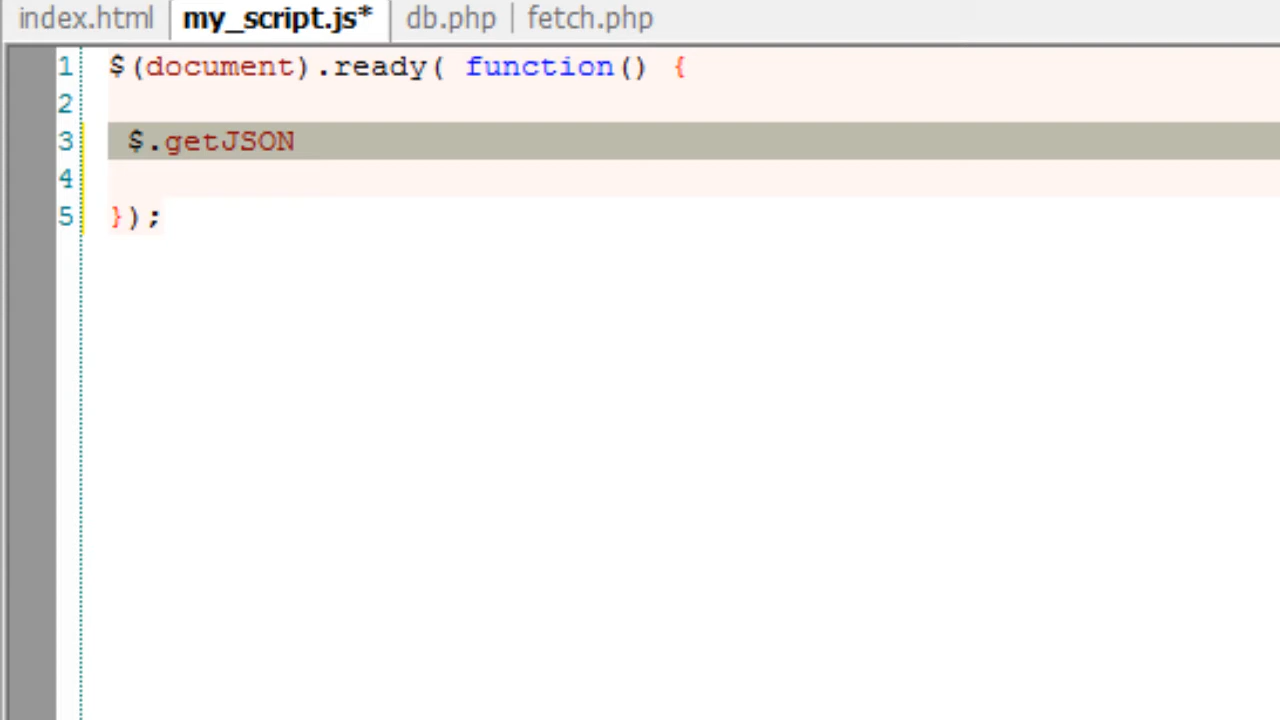 index.html my_script.js* db.php fetch.php
1 $(document).ready( function() {
2
3 $.getJSON
4
5 });